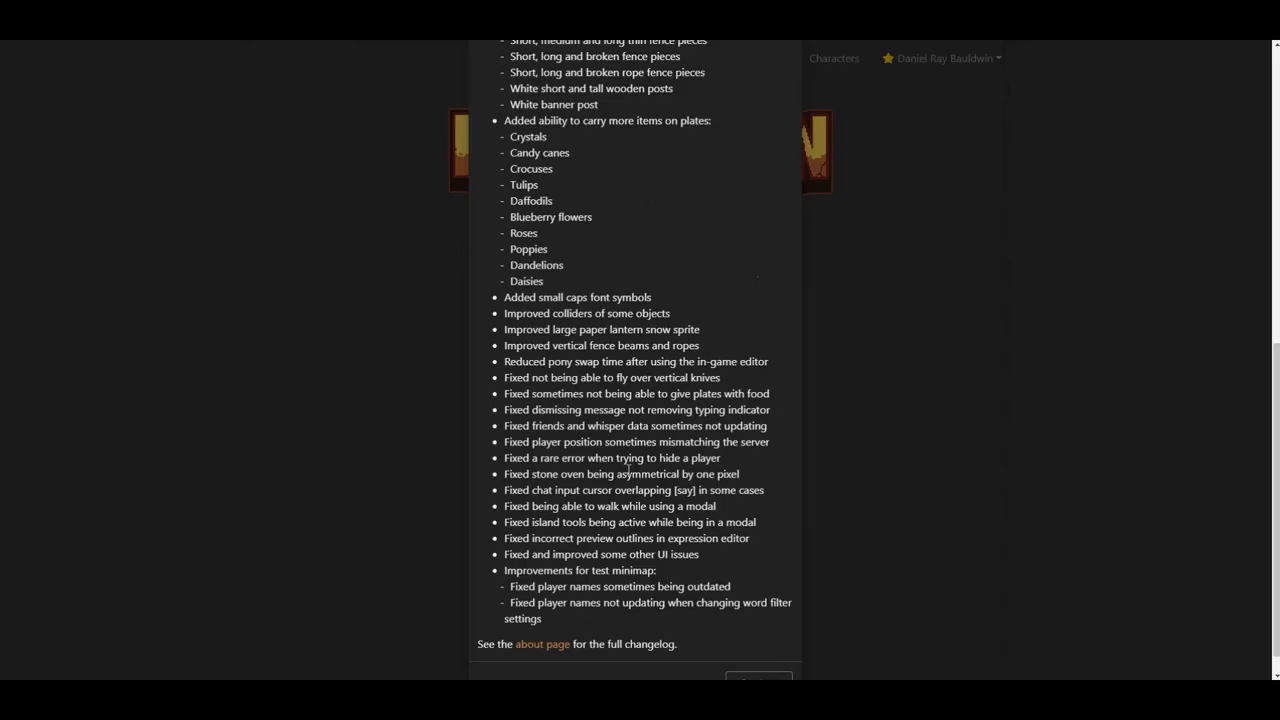 Short, medium and long thin fence pieces
- Short, long and broken fence pieces
- Short, long and broken rope fence pieces
- White short and tall wooden posts
- White banner post
• Added ability to carry more items on plates:
- Crystals
- Candy canes
- Crocuses
- Tulips
- Daffodils
- Blueberry flowers
- Roses
- Poppies
- Dandelions
- Daisies
• Added small caps font symbols
• Improved colliders of some objects
• Improved large paper lantern snow sprite
• Improved vertical fence beams and ropes
• Reduced pony swap time after using the in-game editor
• Fixed not being able to fly over vertical knives
• Fixed sometimes not being able to give plates with food
• Fixed dismissing message not removing typing indicator
• Fixed friends and whisper data sometimes not updating
• Fixed player position sometimes mismatching the server
• Fixed a rare error when trying to hide a player
• Fixed stone oven being asymmetrical by one pixel
• Fixed chat input cursor overlapping [say] in some cases
• Fixed being able to walk while using a modal
• Fixed island tools being active while being in a modal
• Fixed incorrect preview outlines in expression editor
• Fixed and improved some other UI issues
• Improvements for test minimap:
- Fixed player names sometimes being outdated
- Fixed player names not updating when changing word filter
settings
See the about page for the full changelog.
Characters
Daniel Ray Bauldwin